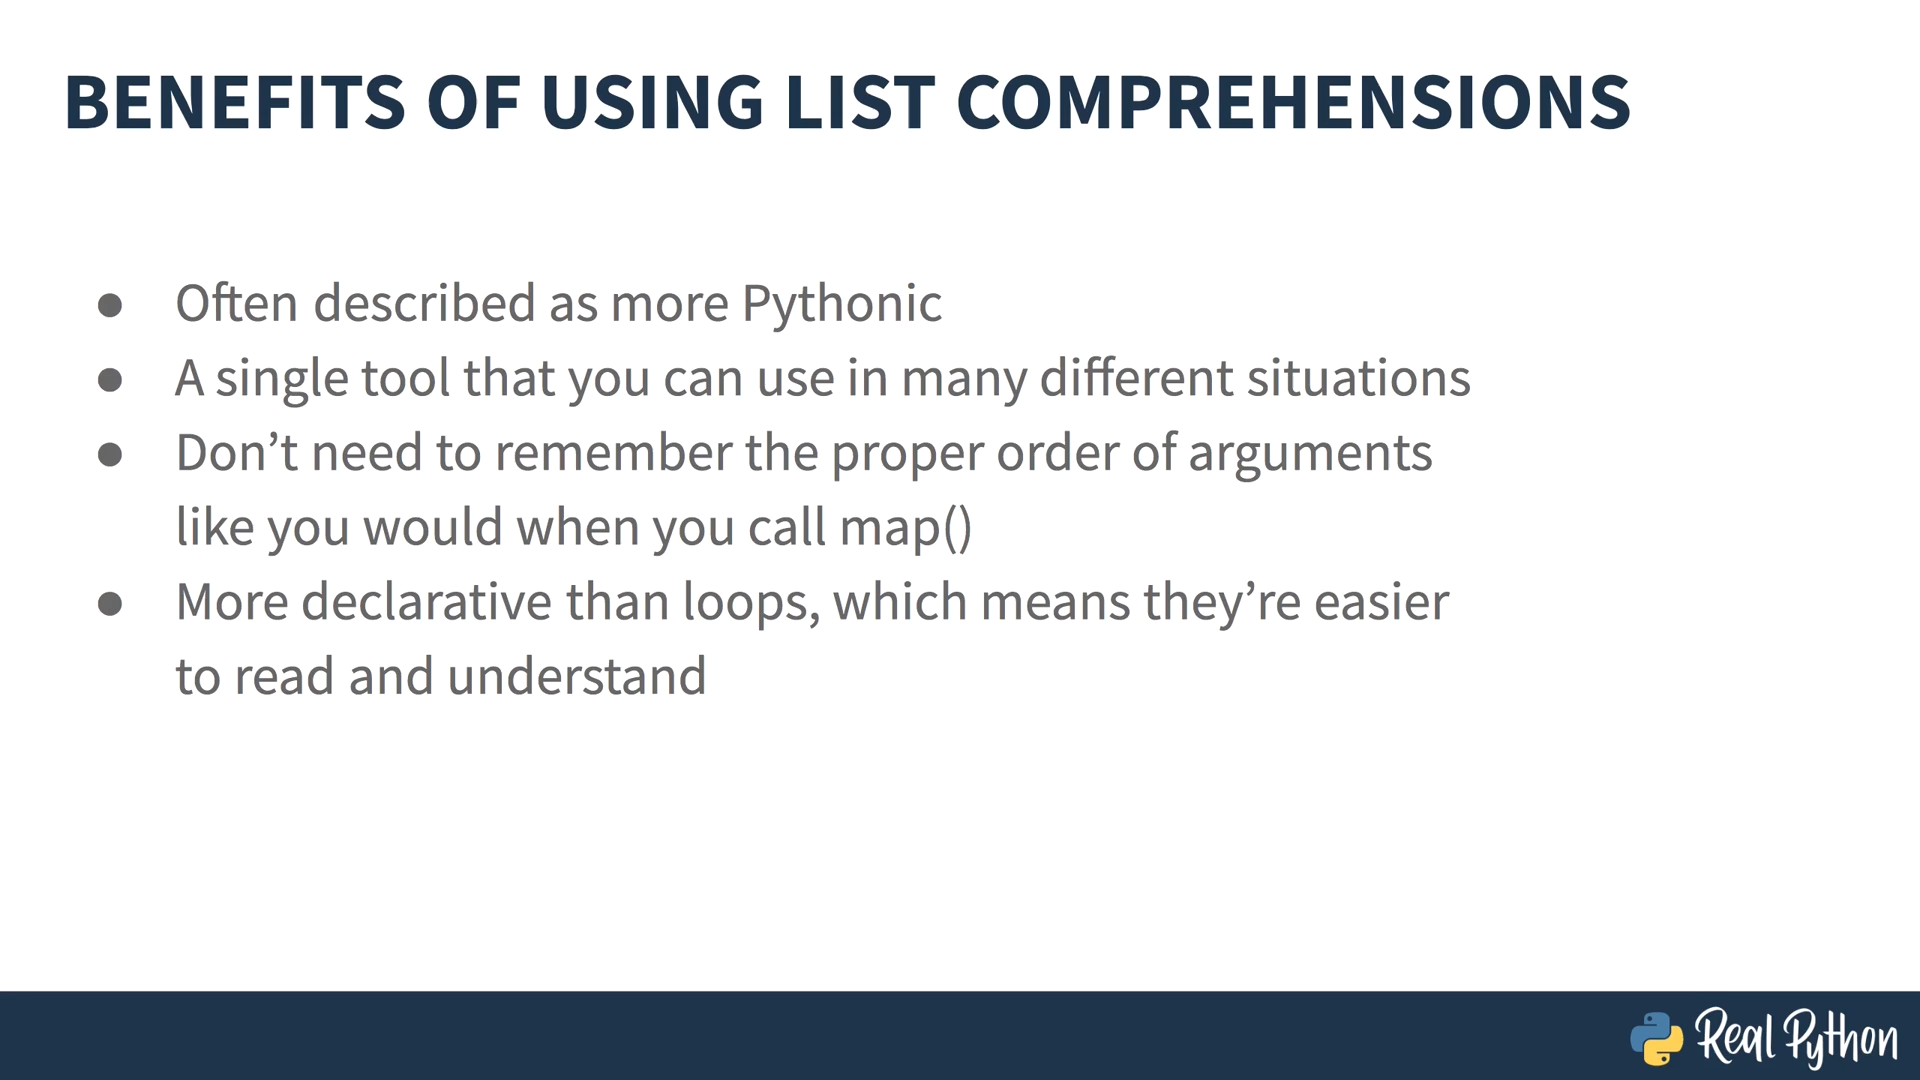 BENEFITS OF USING LIST COMPREHENSIONS
● Often described as more Pythonic
● A single tool that you can use in many different situations
● Don’t need to remember the proper order of arguments
like you would when you call map()
● More declarative than loops, which means they’re easier
to read and understand
Real Python